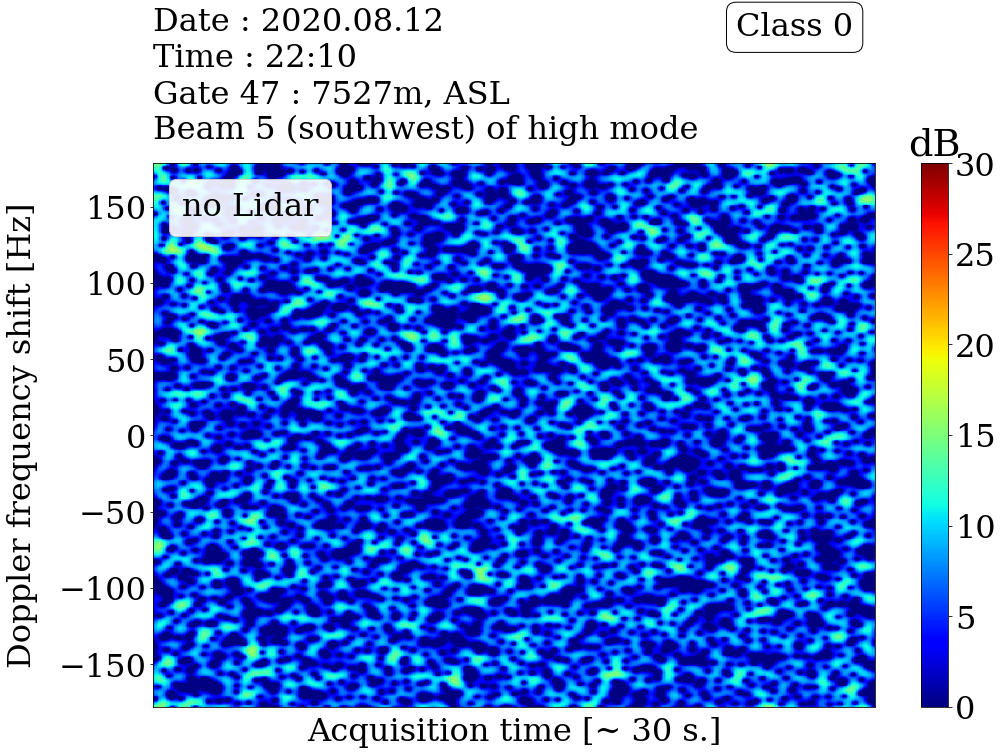 Date : 2020.08.12
Time : 22:10
Gate 47 : 7527m, ASL
Beam 5 (southwest) of high mode
Class 0
dB
no Lidar
Doppler frequency shift [Hz]
150
100
50
0
−50
−100
−150
30
25
20
15
10
5
0
Acquisition time [~ 30 s.]